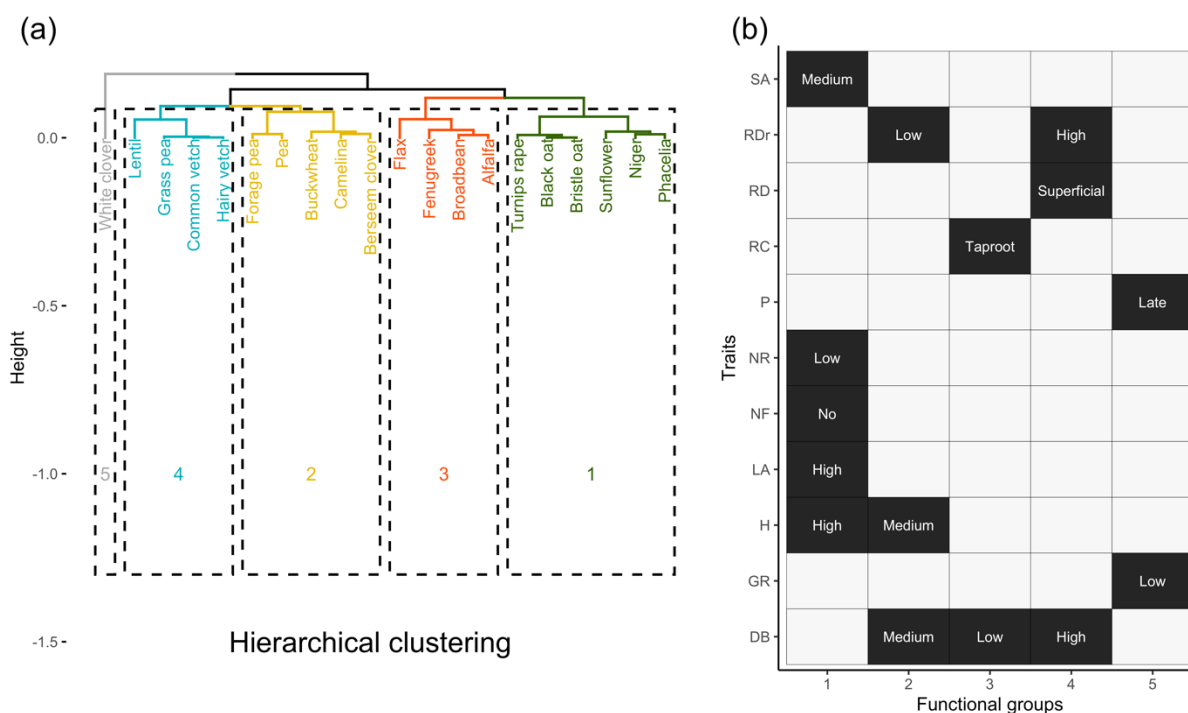 (a)
0.0
-0.5
-1.0
-1.5
Height
White clover
Lentil
Grass pea
Common vetch
Hairy vetch
Forage pea
Pea
Buckwheat
Camelina
Berseem clover
Flax
Fenugreek
Broadbean
Alfalfa
Turnips rape
Black oat
Bristle oat
Sunflower
Niger
Phacelia
5 4 2 3 1
Hierarchical clustering
(b)
Traits
SA Medium
RDr Low High
RD Superficial
RC Taproot
P Late
NR Low
NF No
LA High
H High Medium
GR Low
DB Medium Low High
1 2 3 4 5
Functional groups